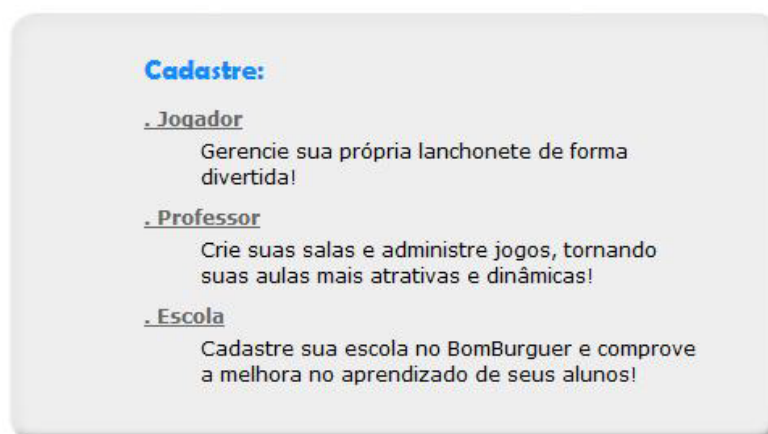 Cadastre:
. Jogador
Gerencie sua própria lanchonete de forma
divertida!
. Professor
Crie suas salas e administre jogos, tornando
suas aulas mais atrativas e dinâmicas!
. Escola
Cadastre sua escola no BomBurguer e comprove
a melhora no aprendizado de seus alunos!